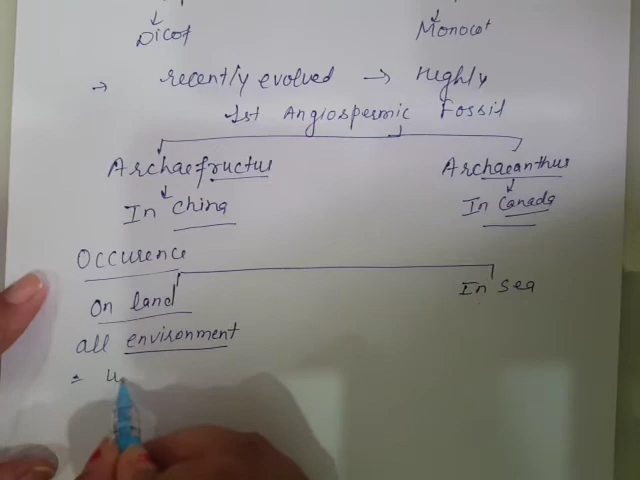 Dicot Monocot
→ recently evolved → Highly
1st Angiospermic Fossil
Archaefructus Archaeanthus
In China In Canada
Occurence
On land In sea
all environment
= 4